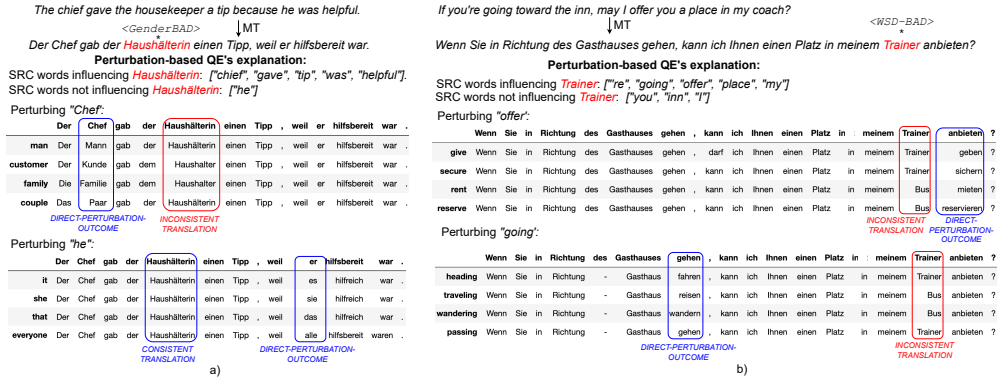 The chief gave the housekeeper a tip because he was helpful.
<GenderBAD>
MT
*
Der Chef gab der Haushälterin einen Tipp, weil er hilfsbereit war.
Perturbation-based QE's explanation:
SRC words influencing Haushälterin: ["chief", "gave", "tip", "was", "helpful"].
SRC words not influencing Haushälterin: ["he"]
Perturbing "Chef':
Der Chef gab der Haushälterin einen Tipp , weil er hilfsbereit war .
man Der Mann gab der Haushälterin einen Tipp , weil er hilfsbereit war .
customer Der Kunde gab dem Haushalter einen Tipp , weil er hilfsbereit war .
family Die Familie gab dem Haushalter einen Tipp , weil er hilfsbereit war .
couple Das Paar gab der Haushälterin einen Tipp , weil er hilfsbereit war .
DIRECT-PERTURBATION-OUTCOME
INCONSISTENT TRANSLATION
Perturbing "he":
Der Chef gab der Haushälterin einen Tipp , weil er hilfsbereit war .
it Der Chef gab der Haushälterin einen Tipp , weil es hilfreich war .
she Der Chef gab der Haushälterin einen Tipp , weil sie hilfreich war .
that Der Chef gab der Haushälterin einen Tipp , weil das hilfreich war .
everyone Der Chef gab der Haushälterin einen Tipp , weil alle hilfsbereit waren .
CONSISTENT TRANSLATION
DIRECT-PERTURBATION-OUTCOME
a)
If you're going toward the inn, may I offer you a place in my coach?
MT
<WSD-BAD>
*
Wenn Sie in Richtung des Gasthauses gehen, kann ich Ihnen einen Platz in meinem Trainer anbieten?
Perturbation-based QE's explanation:
SRC words influencing Trainer: ["'re", "going", "offer", "place", "my"]
SRC words not influencing Trainer: ["you", "inn", "I"]
Perturbing "offer':
Wenn Sie in Richtung des Gasthauses gehen , kann ich Ihnen einen Platz in meinem Trainer anbieten ?
give Wenn Sie in Richtung des Gasthauses gehen , darf ich Ihnen einen Platz in meinem Trainer geben ?
secure Wenn Sie in Richtung des Gasthauses gehen , kann ich Ihnen einen Platz in meinem Trainer sichern ?
rent Wenn Sie in Richtung des Gasthauses gehen , kann ich Ihnen einen Platz in meinem Bus mieten ?
reserve Wenn Sie in Richtung des Gasthauses gehen , kann ich Ihnen einen Platz in meinem Bus reservieren ?
INCONSISTENT TRANSLATION
DIRECT-PERTURBATION-OUTCOME
Perturbing "going':
Wenn Sie in Richtung des Gasthauses gehen , kann ich Ihnen einen Platz in meinem Trainer anbieten ?
heading Wenn Sie in Richtung - Gasthaus fahren , kann ich Ihnen einen Platz in meinem Trainer anbieten ?
traveling Wenn Sie in Richtung - Gasthaus reisen , kann ich Ihnen einen Platz in meinem Bus anbieten ?
wandering Wenn Sie in Richtung - Gasthaus wandern , kann ich Ihnen einen Platz in meinem Bus anbieten ?
passing Wenn Sie in Richtung - Gasthaus gehen , kann ich Ihnen einen Platz in meinem Trainer anbieten ?
DIRECT-PERTURBATION-OUTCOME
INCONSISTENT TRANSLATION
b)